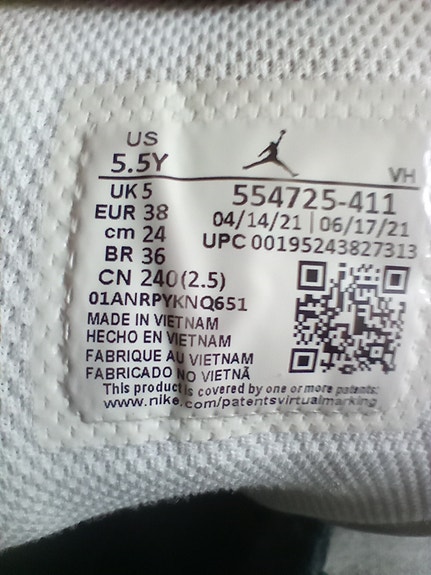 US
5.5Y
VH
UK 5
EUR 38
cm 24
BR 36
CN 240(2.5)
554725-411
04/14/21 | 06/17/21
UPC 00195243827313
01ANRPYKNQ651
MADE IN VIETNAM
HECHO EN VIETNAM
FABRIQUE AU VIETNAM
FABRICADO NO VIETNÃ
This product is covered by one or more patents:
www.nike.com/patentsvirtualmarking